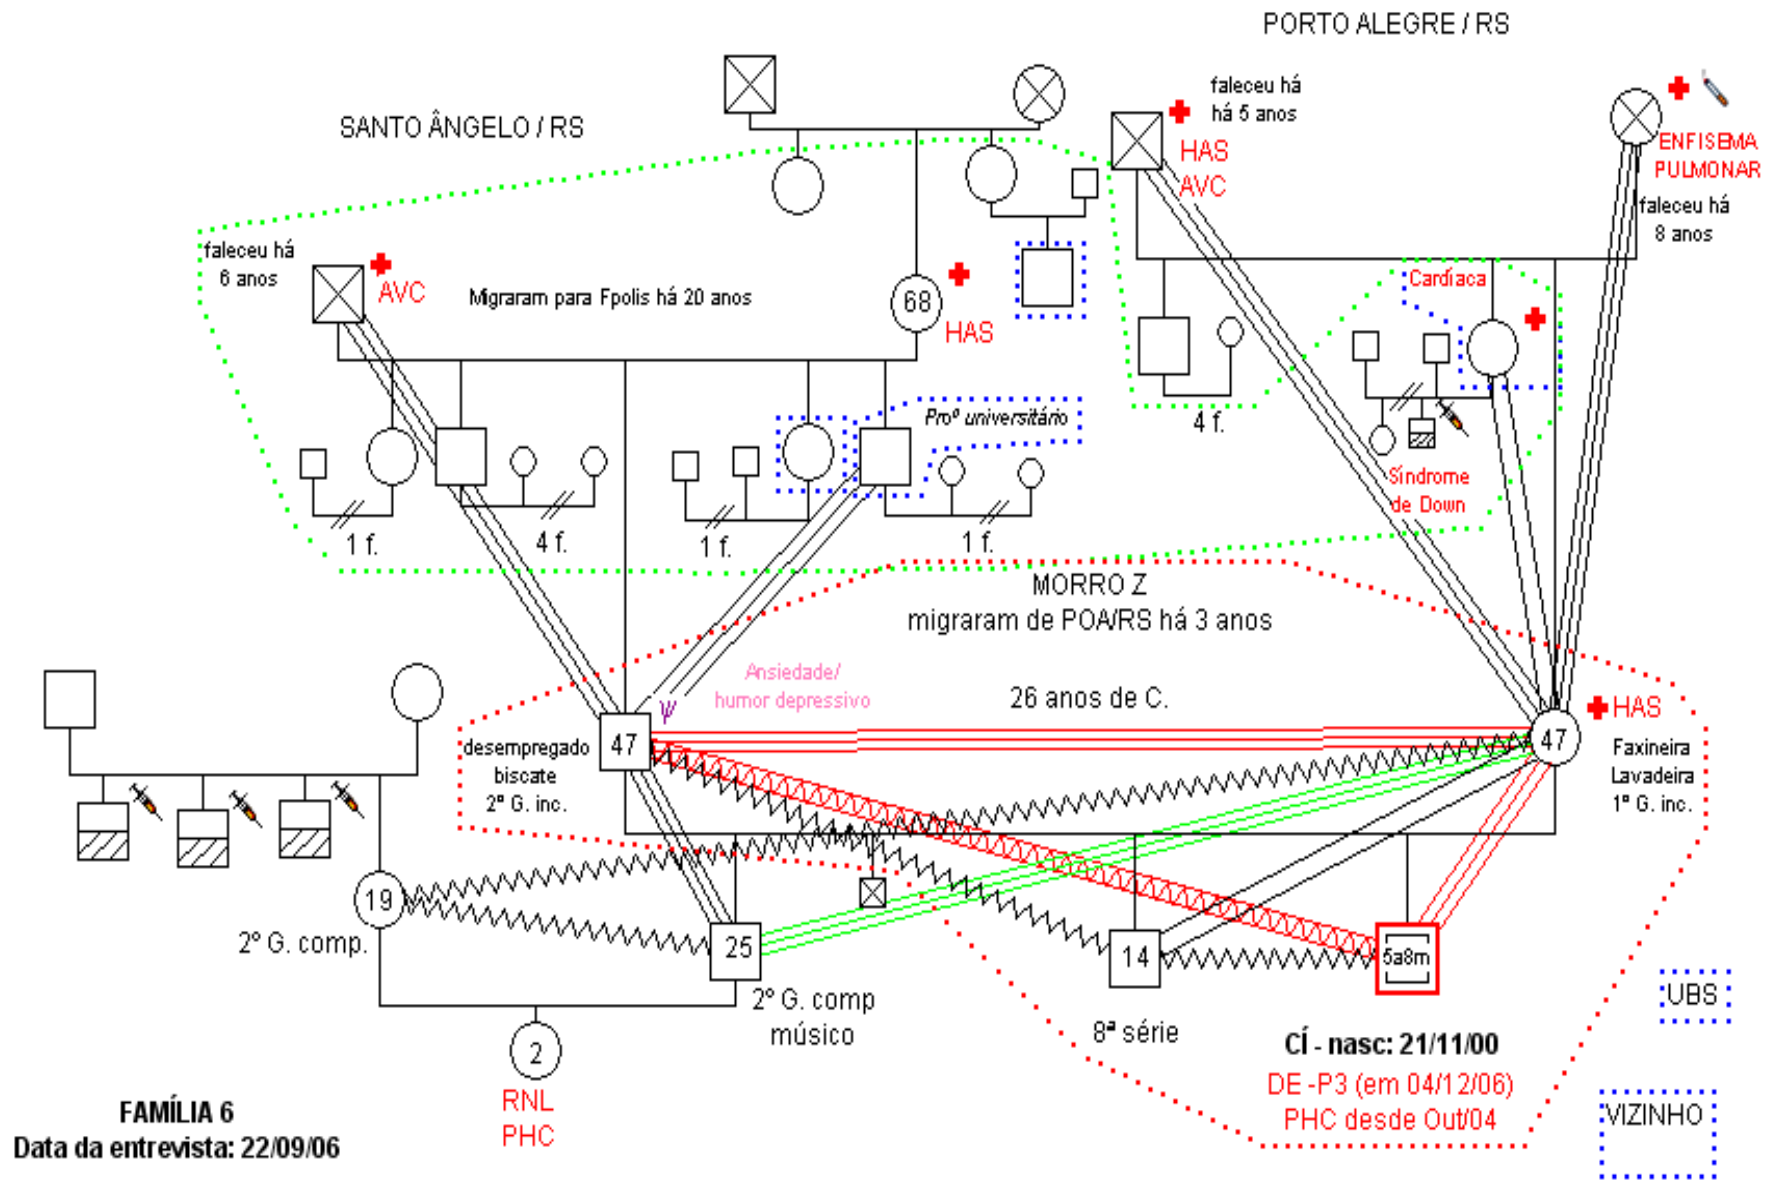 PORTO ALEGRE / RS
SANTO ÂNGELO / RS
faleceu há
há 5 anos
HAS
AVC
ENFISEMA
PULMONAR
faleceu há
8 anos
faleceu há
6 anos
AVC
Migraram para Fpolis há 20 anos
68
HAS
Cardíaca
Profº universitário
4 f.
Síndrome
de Down
1 f.
4 f.
1 f.
1 f.
MORRO Z
migraram de POA/RS há 3 anos
Ansiedade/
humor depressivo
ψ
26 anos de C.
HAS
47
47
desempregado
biscate
2º G. inc.
Faxineira
Lavadeira
1º G. inc.
19
2º G. comp.
25
2º G. comp
músico
14
8ª série
5a8m
UBS
2
RNL
PHC
CÍ - nasc: 21/11/00
DE -P3 (em 04/12/06)
PHC desde Out/04
VIZINHO
FAMÍLIA 6
Data da entrevista: 22/09/06